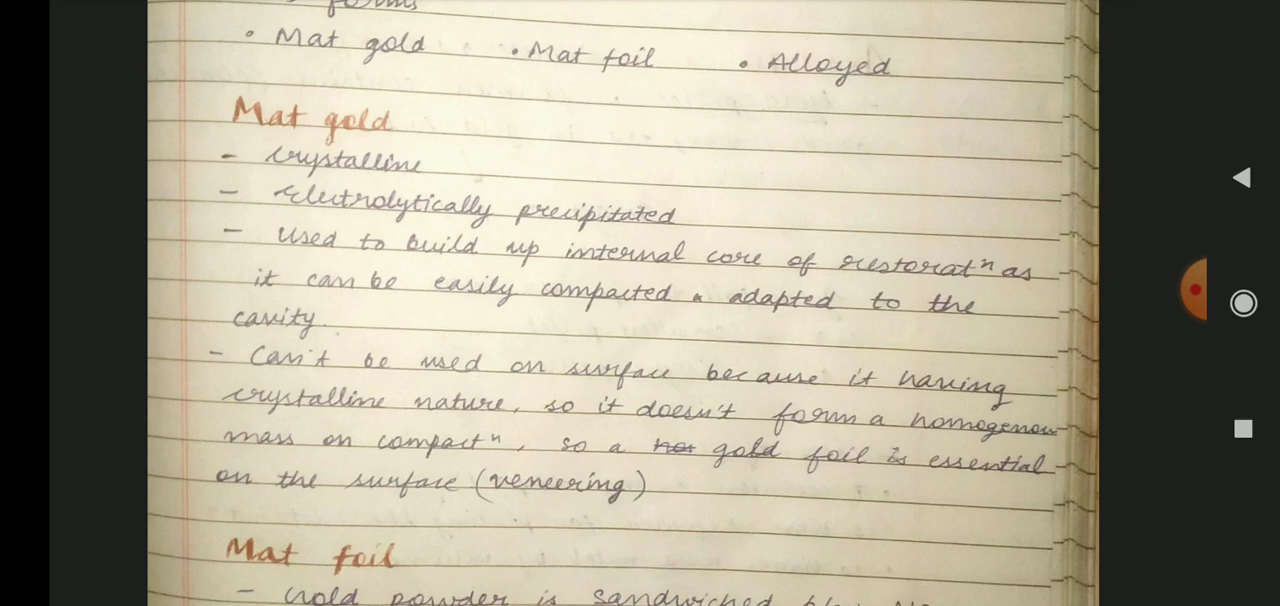 forms
• Mat gold • Mat foil • Alloyed
Mat gold
- crystalline
- electrolytically precipitated
- used to build up internal core of restoratⁿ as
it can be easily compacted & adapted to the
cavity.
- Can't be used on surface because it having
crystalline nature, so it doesn't form a homogenou
mass on compactⁿ, so a not gold foil is essential
on the surface (veneering)
Mat foil
- Gold powder is sandwiched